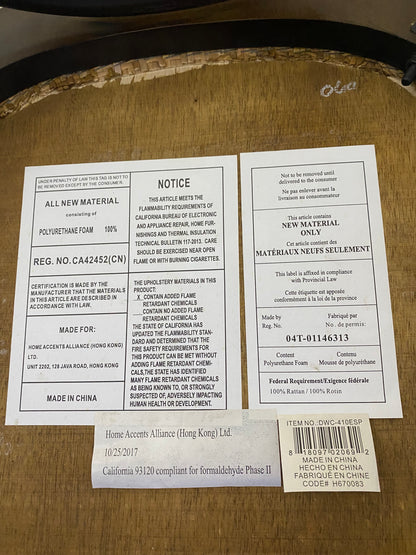 Oba
UNDER PENALTY OF LAW THIS TAG IS NOT TO
BE REMOVED EXCEPT BY THE CONSUMER.
ALL NEW MATERIAL
consisting of
POLYURETHANE FOAM 100%
REG. NO.CA42452(CN)
CERTIFICATION IS MADE BY THE
MANUFACTURER THAT THE MATERIALS
IN THIS ARTICLE ARE DESCRIBED IN
ACCORDANCE WITH LAW.
MADE FOR:
HOME ACCENTS ALLIANCE (HONG KONG)
LTD.
UNIT 2202, 128 JAVA ROAD, HONG KONG
MADE IN CHINA
NOTICE
THIS ARTICLE MEETS THE
FLAMMABILITY REQUIREMENTS OF
CALIFORNIA BUREAU OF ELECTRONIC
AND APPLIANCE REPAIR, HOME FUR-
NISHINGS AND THERMAL INSULATION
TECHNICAL BULLETIN 117-2013. CARE
SHOULD BE EXERCISED NEAR OPEN
FLAME OR WITH BURNING CIGARETTES.
THE UPHOLSTERY MATERIALS IN THIS
PRODUCT:
X CONTAIN ADDED FLAME
RETARDANT CHEMICALS
CONTAIN NO ADDED FLAME
RETARDANT CHEMICALS
THE STATE OF CALIFORNIA HAS
UPDATED THE FLAMMABILITY STAN-
DARD AND DETERMINED THAT THE
FIRE SAFETY REQUIREMENTS FOR
THIS PRODUCT CAN BE MET WITHOUT
ADDING FLAME RETARDANT CHEMI-
CALS,THE STATE HAS IDENTIFIED
MANY FLAME RETARDANT CHEMICALS
AS BEING KNOWN TO, OR STRONGLY
SUSPECTED OF, ADVERSELY IMPACTING
HUMAN HEALTH OR DEVELOPMENT.
Not to be removed until
delivered to the consumer
Ne pas enlever avant la
livraison au consommateur
This article contains
NEW MATERIAL
ONLY
Cet article contient des
MATÉRIAUX NEUFS SEULEMENT
This label is affixed in compliance
with Provincial Law
Cette étiquette est apposée
conformément à la loi de la province
Made by Fabriqué par
Reg. No. No de permis:
04T-01146313
Content Contenu
Polyurethane Foam Mousse de polyuréthane
Federal Requirement/Exigence fédérale
100% Rattan / 100% Rotin
Home Accents Alliance (Hong Kong) Ltd.
10/25/2017
California 93120 compliant for formaldehyde Phase II
ITEM NO.:DWC-410ESP
8 18097 02069 2
MADE IN CHINA
HECHO EN CHINA
FABRIQUÉ EN CHINE
CODE# H670083